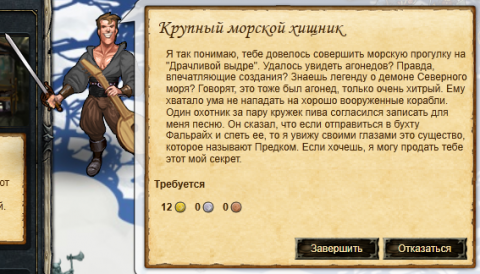 Крупный морской хищник
Я так понимаю, тебе довелось совершить морскую прогулку на
"Драчливой выдре". Удалось увидеть агонедов? Правда,
впечатляющие создания? Знаешь легенду о демоне Северного
моря? Говорят, это тоже был агонед, только очень хитрый. Ему
хватало ума не нападать на хорошо вооруженные корабли.
Один охотник за пару кружек пива согласился записать для
меня песню. Он сказал, что если отправиться в бухту
Фальрайх и спеть ее, то я увижу своими глазами это существо,
которое называют Предком. Если хочешь, я могу продать тебе
этот мой секрет.
от
й.
Требуется
12 0 0
Завершить Отказаться